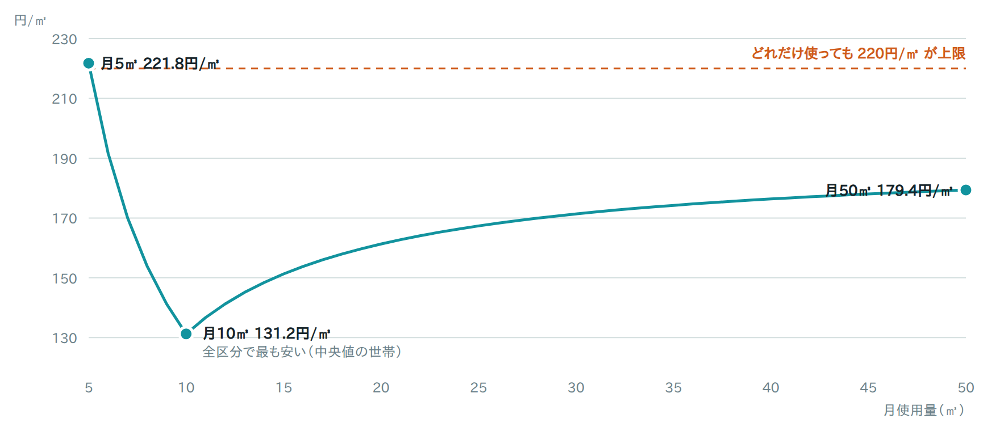 円/㎥
230
どれだけ使っても 220円/㎥ が上限
月5㎥ 221.8円/㎥
210
190
月50㎥ 179.4円/㎥
170
150
130
月10㎥ 131.2円/㎥
全区分で最も安い（中央値の世帯）
5 10 15 20 25 30 35 40 45 50
月使用量（㎥）